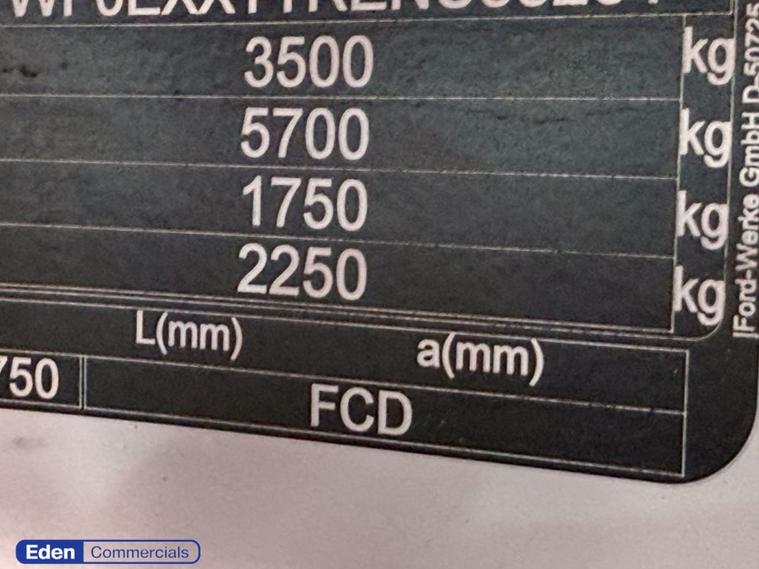 3500 kg
5700 kg
1750 kg
2250 kg
L(mm) a(mm)
750 FCD
Ford-Werke GmbH D-50725
Eden Commercials